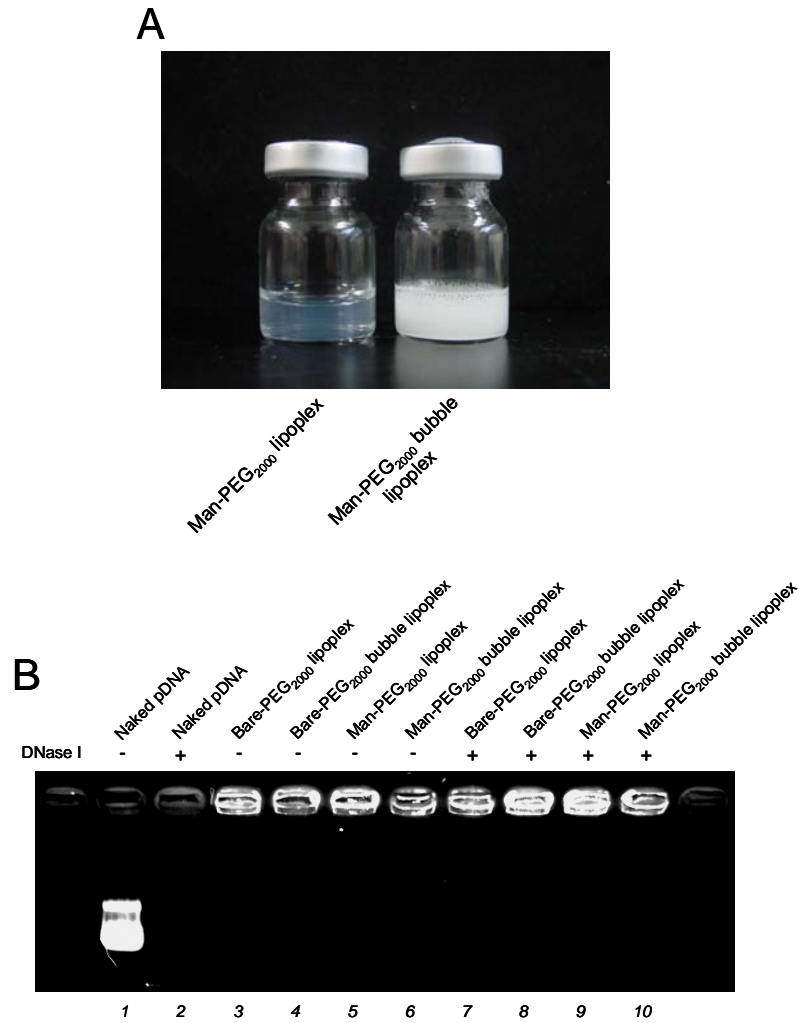 A
Man-PEG2000 lipoplex
Man-PEG2000 bubble
lipoplex
B
Naked pDNA
Naked pDNA
Bare-PEG2000 lipoplex
Bare-PEG2000 bubble lipoplex
Man-PEG2000 lipoplex
Man-PEG2000 bubble lipoplex
Bare-PEG2000 lipoplex
Bare-PEG2000 bubble lipoplex
Man-PEG2000 lipoplex
Man-PEG2000 bubble lipoplex
DNase I - + - - - - + + + +
1 2 3 4 5 6 7 8 9 10